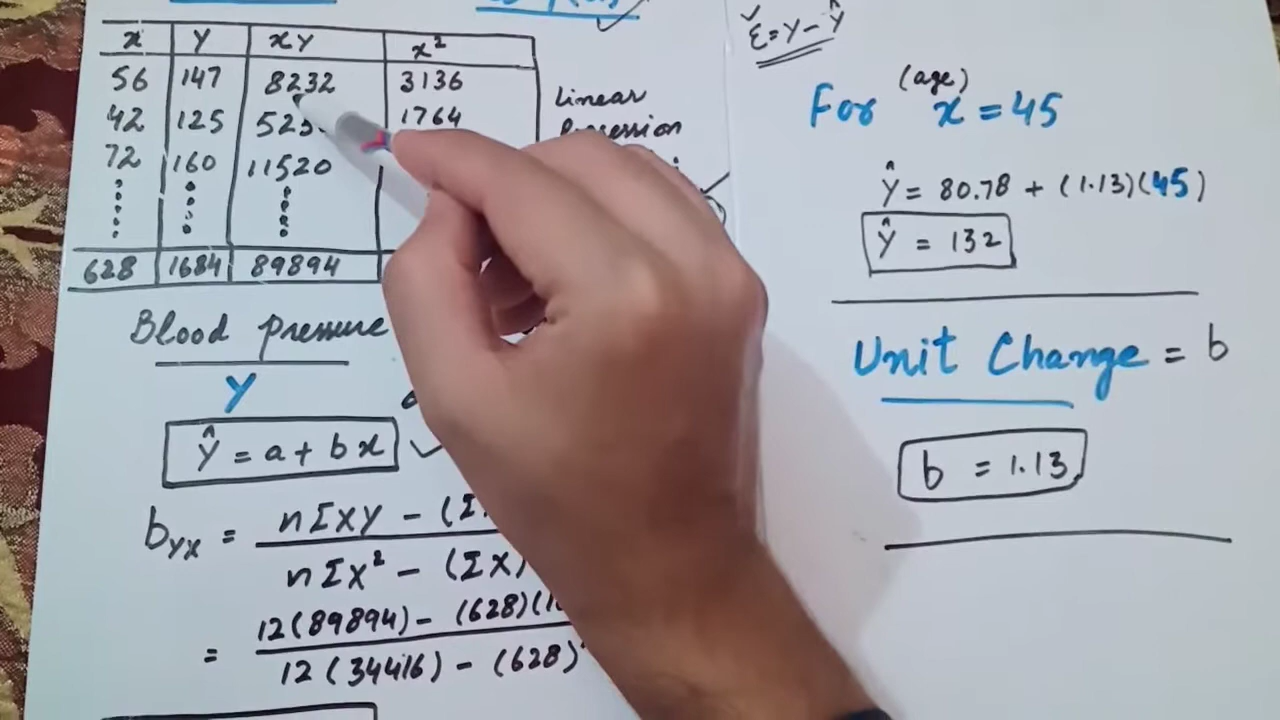 x y xy x²
56 147 8232 3136
42 125 1764
72 160 11520
628 1684 89894
Linear
Blood Pressure
Y
Ŷ = a + bx
bYX = nΣXY - (Σ
nΣX² - (ΣX)
= 12(89894) - (628)(
12(34416) - (628)
ε = Y - Ŷ
(age)
For x = 45
Ŷ = 80.78 + (1.13)(45)
Ŷ = 132
Unit Change = b
b = 1.13